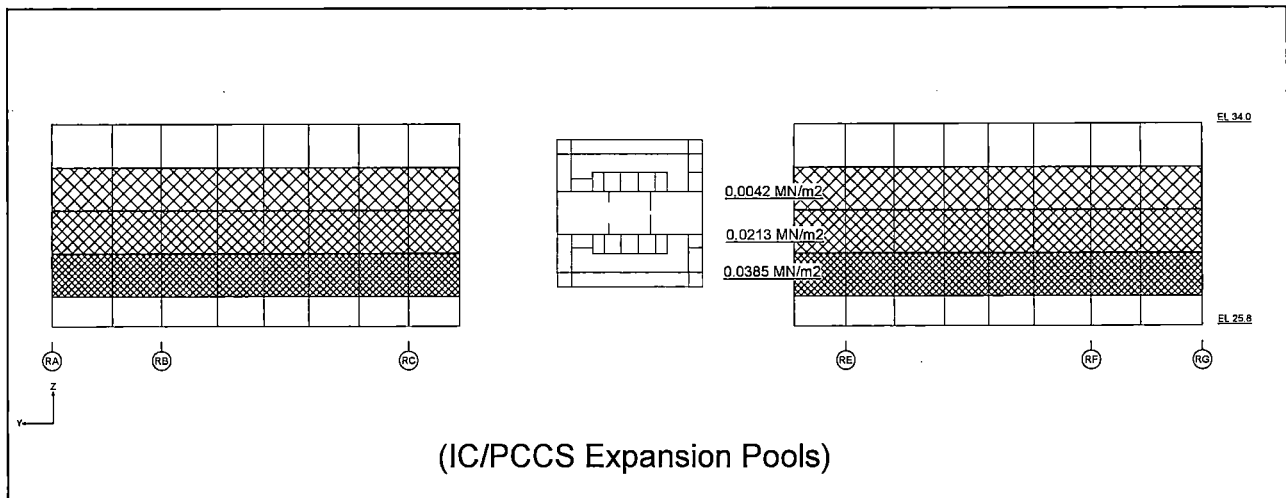 EL 34.0
0.0042 MN/m2
0.0213 MN/m2
0.0385 MN/m2
EL 25.8
RA RB RC RE RF RG
Z
Y
(IC/PCCS Expansion Pools)